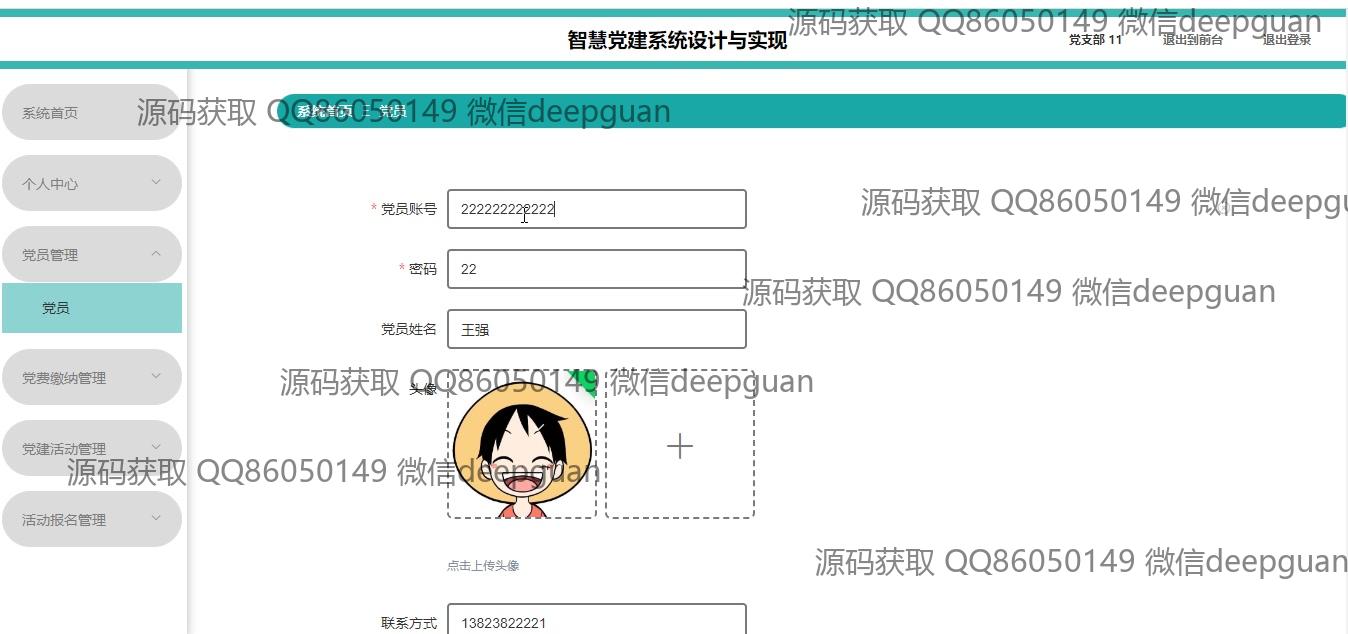 源码获取 QQ86050149 微信deepguan
智慧党建系统设计与实现
党支部 11
退出到前台
退出登录
系统首页
源码获取 QQ86050149 微信deepguan
系统首页
党员
个人中心
* 党员账号
222222222222
源码获取 QQ86050149 微信deepgu
党员管理
* 密码
22
源码获取 QQ86050149 微信deepguan
党员
党员姓名
王强
党费缴纳管理
头像
源码获取 QQ86050149 微信deepguan
党建活动管理
源码获取 QQ86050149 微信deepguan
活动报名管理
点击上传头像
源码获取 QQ86050149 微信deepguan
联系方式
13823822221